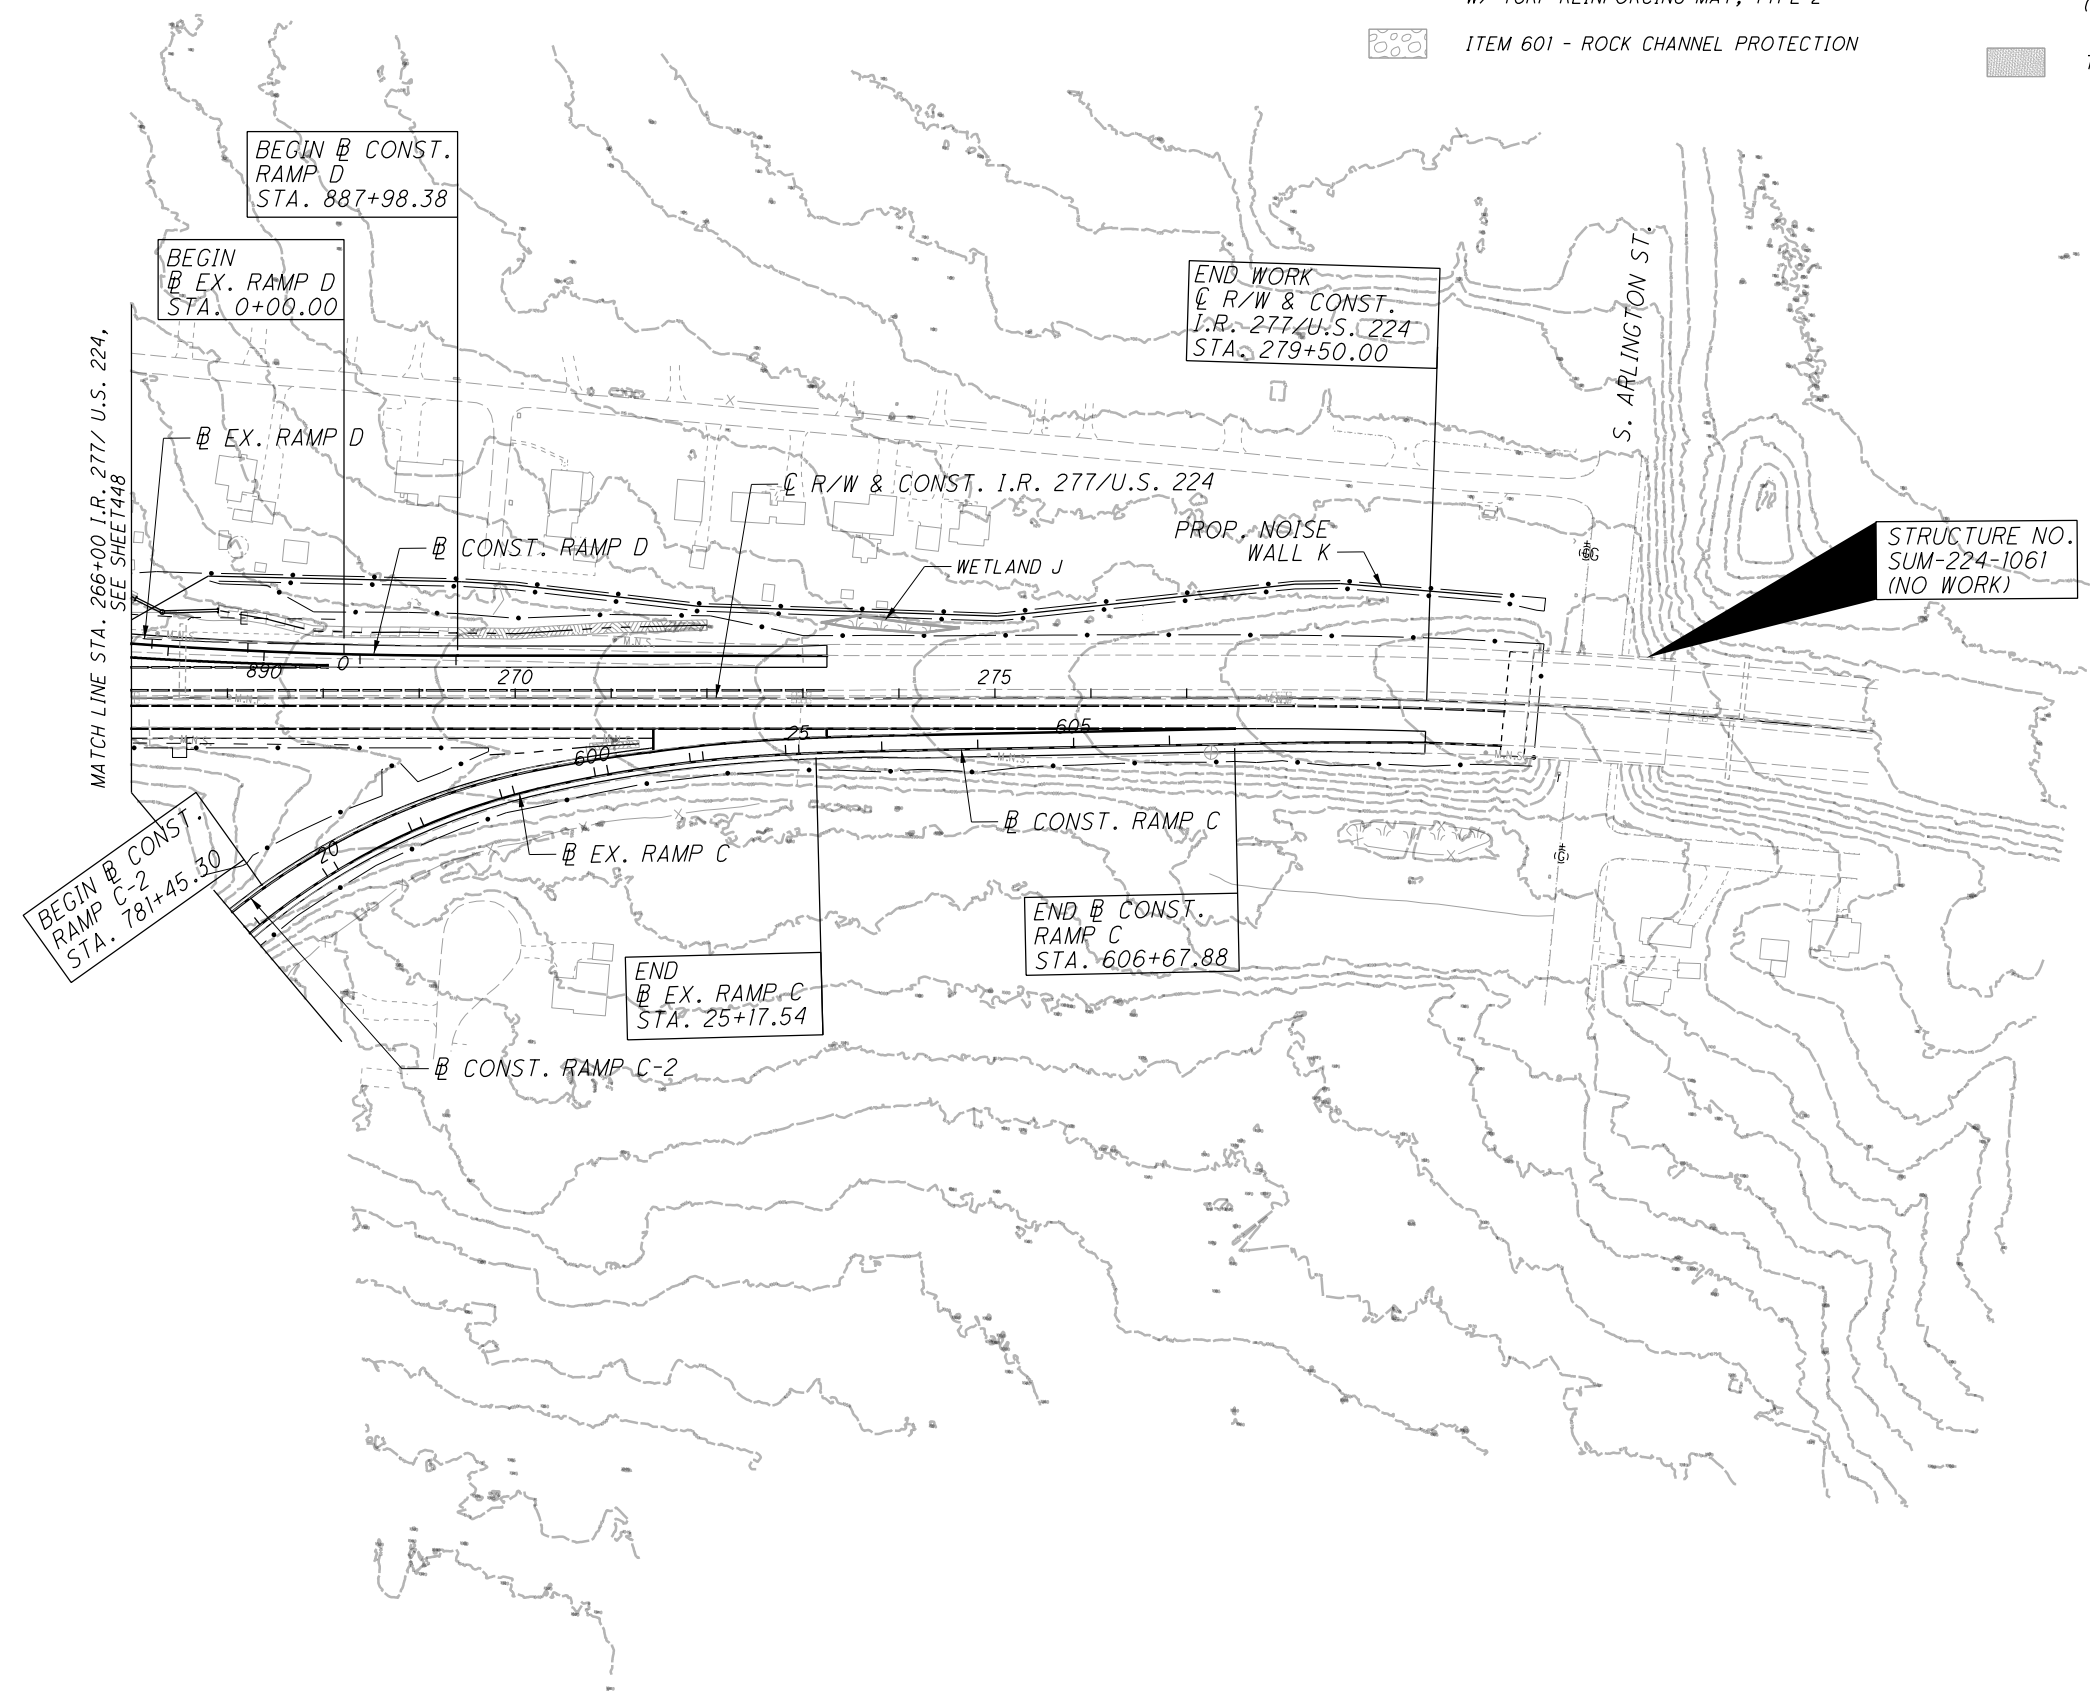 ITEM 601 - ROCK CHANNEL PROTECTION
BEGIN ⅊ CONST.
RAMP D
STA. 887+98.38
BEGIN
⅊ EX. RAMP D
STA. 0+00.00
END WORK
℄ R/W & CONST.
I.R. 277/U.S. 224
STA. 279+50.00
S. ARLINGTON ST.
MATCH LINE STA. 266+00 I.R. 277/ U.S. 224,
SEE SHEET 448
⅊ EX. RAMP D
℄ R/W & CONST. I.R. 277/U.S. 224
PROP. NOISE
WALL K
⅊ CONST. RAMP D
WETLAND J
STRUCTURE NO.
SUM-224-1061
(NO WORK)
890
0
270
275
25
605
600
20
⅊ CONST. RAMP C
⅊ EX. RAMP C
BEGIN ⅊ CONST.
RAMP C-2
STA. 781+45.30
END ⅊ CONST.
RAMP C
STA. 606+67.88
END
⅊ EX. RAMP C
STA. 25+17.54
⅊ CONST. RAMP C-2